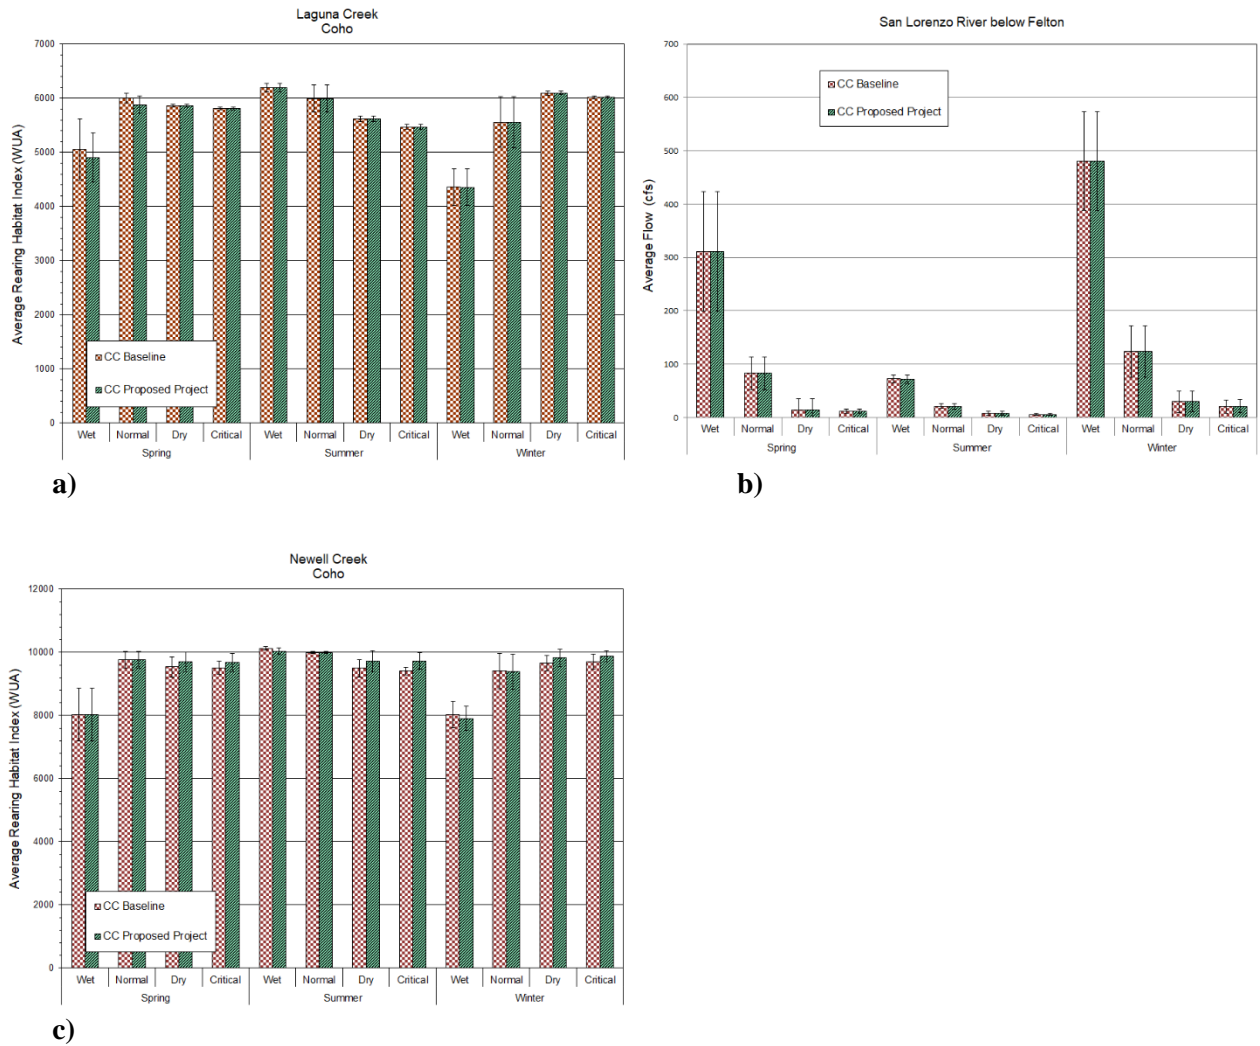 Laguna Creek
Coho
Average Rearing Habitat Index (WUA)
7000
6000
5000
4000
3000
2000
1000
0
CC Baseline
CC Proposed Project
Wet Normal Dry Critical Wet Normal Dry Critical Wet Normal Dry Critical
Spring Summer Winter
a)
San Lorenzo River below Felton
Average Flow (cfs)
700
600
500
400
300
200
100
0
CC Baseline
CC Proposed Project
Wet Normal Dry Critical Wet Normal Dry Critical Wet Normal Dry Critical
Spring Summer Winter
b)
Newell Creek
Coho
Average Rearing Habitat Index (WUA)
12000
10000
8000
6000
4000
2000
0
CC Baseline
CC Proposed Project
Wet Normal Dry Critical Wet Normal Dry Critical Wet Normal Dry Critical
Spring Summer Winter
c)